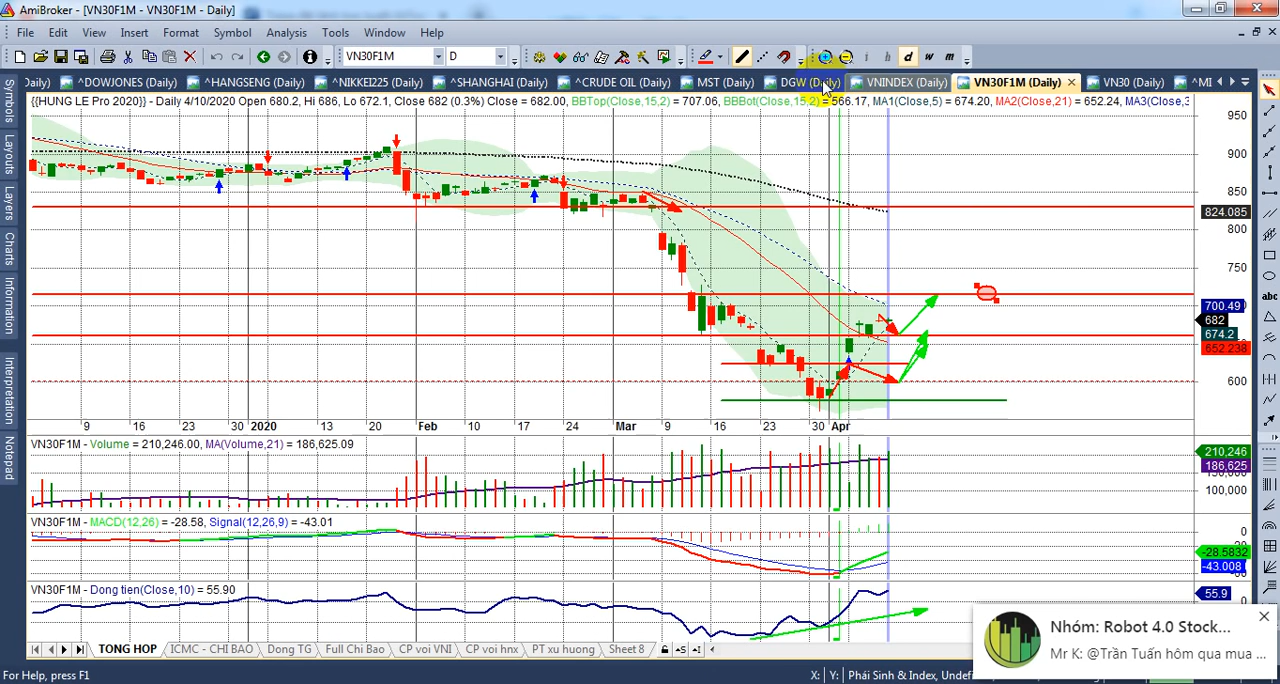 AmiBroker - [VN30F1M - VN30F1M - Daily]
File Edit View Insert Format Symbol Analysis Tools Window Help
VN30F1M D i h d w m
Daily) ^DOWJONES (Daily) ^HANGSENG (Daily) ^NIKKEI225 (Daily) ^SHANGHAI (Daily) ^CRUDE OIL (Daily) MST (Daily) DGW (Daily) VNINDEX (Daily) VN30F1M (Daily) VN30 (Daily) ^MI
{{HUNG LE Pro 2020}} - Daily 4/10/2020 Open 680.2, Hi 686, Lo 672.1, Close 682 (0.3%) Close = 682.00, BBTop(Close,15,2) = 707.06, BBBot(Close,15,2) = 566.17, MA1(Close,5) = 674.20, MA2(Close,21) = 652.24, MA3(Close,3
Symbols
Layouts
Layers
Charts
Information
Interpretation
Notepad
abc
950
900
850
824.085
800
750
700.49
682
674.2
652.238
600
9 16 23 30 2020 13 20 Feb 10 17 24 Mar 9 16 23 30 Apr
VN30F1M - Volume = 210,246.00, MA(Volume,21) = 186,625.09
210,246
186,625
100,000
VN30F1M - MACD(12,26) = -28.58, Signal(12,26,9) = -43.01
0
-28.5832
-43.008
VN30F1M - Dong tien(Close,10) = 55.90
55.9
0
Nhóm: Robot 4.0 Stock...
Mr K: @Trần Tuấn hôm qua mua ...
TONG HOP ICMC - CHI BAO Dong TG Full Chi Bao CP voi VNI CP voi hnx PT xu huong Sheet 8
For Help, press F1 X: Y: Phái Sinh & Index, Undef